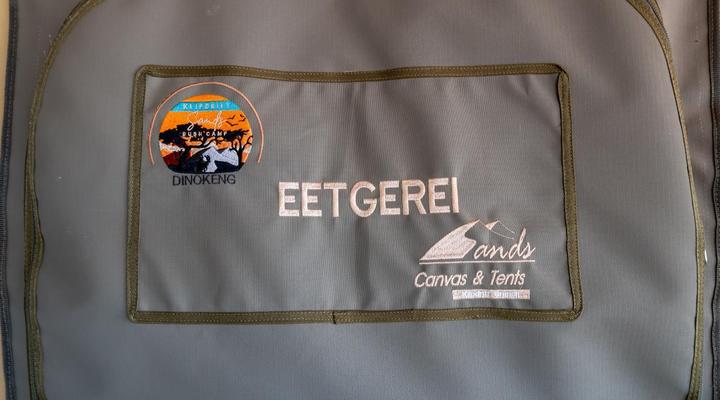 KLIPDRIFT
Sands
BUSH CAMP
DINOKENG
EETGEREI
Sands
Canvas & Tents